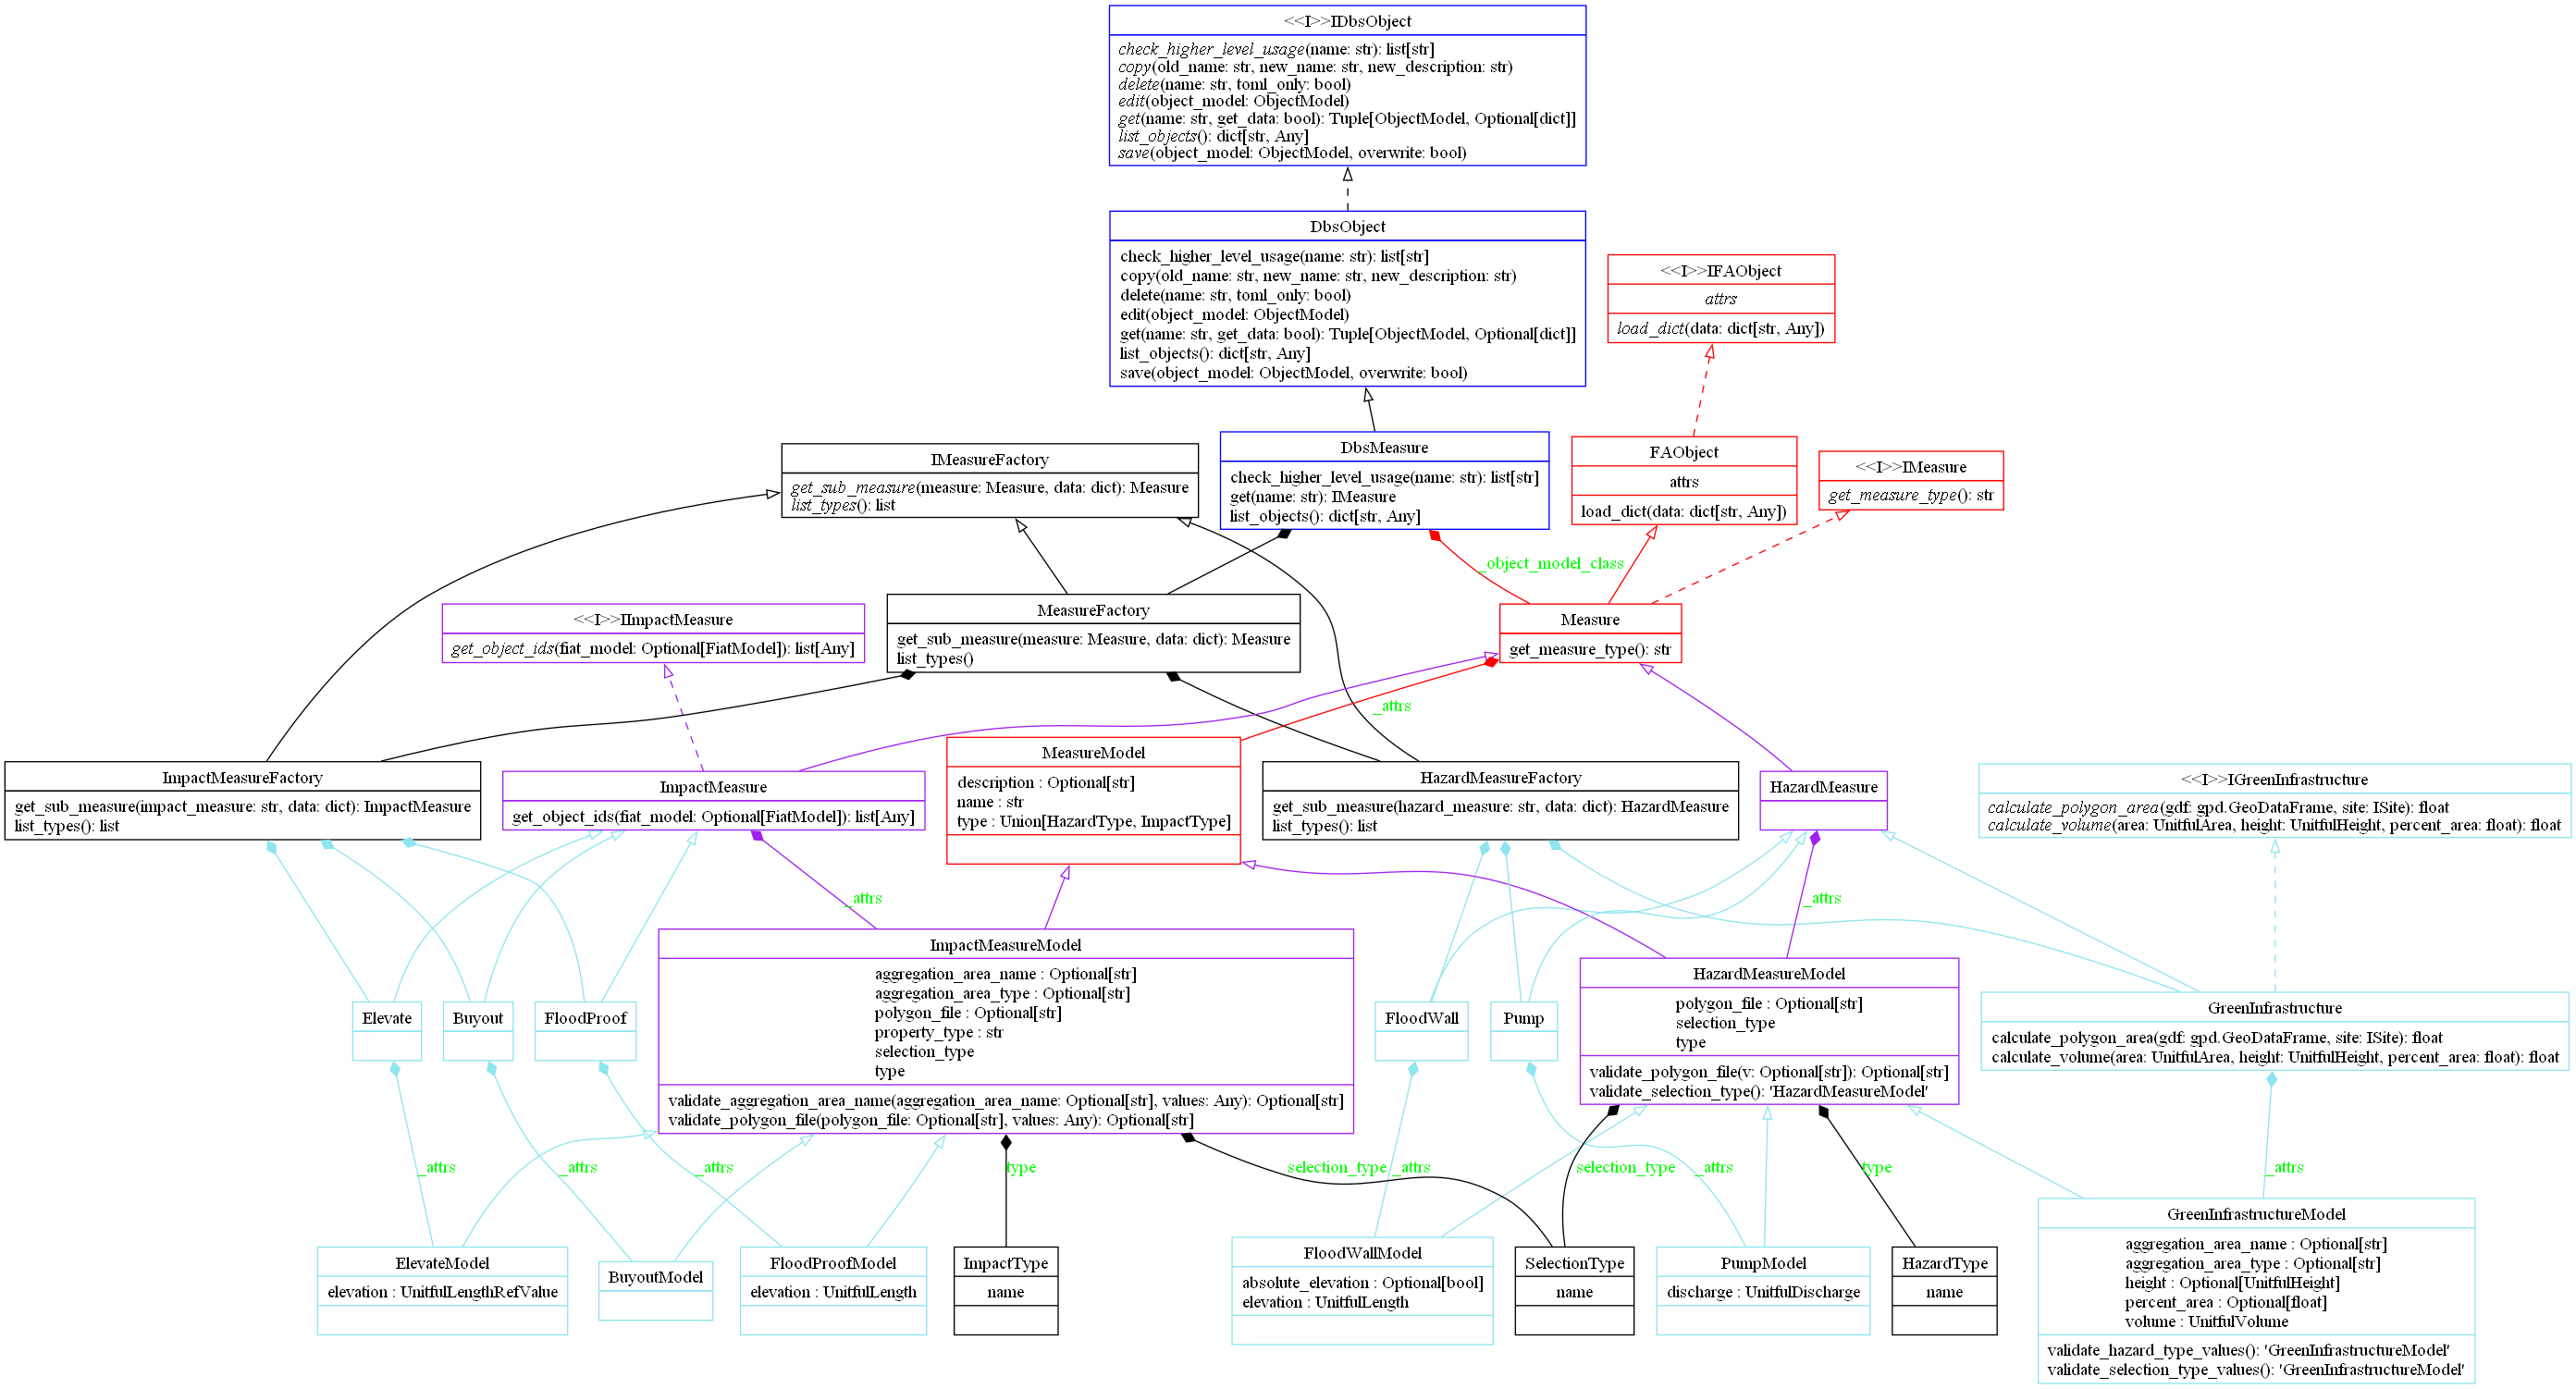 <<I>>IDbsObject
check_higher_level_usage(name: str): list[str]
copy(old_name: str, new_name: str, new_description: str)
delete(name: str, toml_only: bool)
edit(object_model: ObjectModel)
get(name: str, get_data: bool): Tuple[ObjectModel, Optional[dict]]
list_objects(): dict[str, Any]
save(object_model: ObjectModel, overwrite: bool)
DbsObject
check_higher_level_usage(name: str): list[str]
copy(old_name: str, new_name: str, new_description: str)
delete(name: str, toml_only: bool)
edit(object_model: ObjectModel)
get(name: str, get_data: bool): Tuple[ObjectModel, Optional[dict]]
list_objects(): dict[str, Any]
save(object_model: ObjectModel, overwrite: bool)
<<I>>IFAObject
attrs
load_dict(data: dict[str, Any])
IMeasureFactory
get_sub_measure(measure: Measure, data: dict): Measure
list_types(): list
DbsMeasure
check_higher_level_usage(name: str): list[str]
get(name: str): IMeasure
list_objects(): dict[str, Any]
FAObject
attrs
load_dict(data: dict[str, Any])
<<I>>IMeasure
get_measure_type(): str
_object_model_class
<<I>>IImpactMeasure
get_object_ids(fiat_model: Optional[FiatModel]): list[Any]
MeasureFactory
get_sub_measure(measure: Measure, data: dict): Measure
list_types()
Measure
get_measure_type(): str
_attrs
ImpactMeasureFactory
get_sub_measure(impact_measure: str, data: dict): ImpactMeasure
list_types(): list
ImpactMeasure
get_object_ids(fiat_model: Optional[FiatModel]): list[Any]
MeasureModel
description : Optional[str]
name : str
type : Union[HazardType, ImpactType]
HazardMeasureFactory
get_sub_measure(hazard_measure: str, data: dict): HazardMeasure
list_types(): list
HazardMeasure
<<I>>IGreenInfrastructure
calculate_polygon_area(gdf: gpd.GeoDataFrame, site: ISite): float
calculate_volume(area: UnitfulArea, height: UnitfulHeight, percent_area: float): float
_attrs
_attrs
Elevate
Buyout
FloodProof
ImpactMeasureModel
aggregation_area_name : Optional[str]
aggregation_area_type : Optional[str]
polygon_file : Optional[str]
property_type : str
selection_type
type
validate_aggregation_area_name(aggregation_area_name: Optional[str], values: Any): Optional[str]
validate_polygon_file(polygon_file: Optional[str], values: Any): Optional[str]
FloodWall
Pump
HazardMeasureModel
polygon_file : Optional[str]
selection_type
type
validate_polygon_file(v: Optional[str]): Optional[str]
validate_selection_type(): 'HazardMeasureModel'
GreenInfrastructure
calculate_polygon_area(gdf: gpd.GeoDataFrame, site: ISite): float
calculate_volume(area: UnitfulArea, height: UnitfulHeight, percent_area: float): float
_attrs
_attrs
_attrs
type
selection_type
_attrs
selection_type
_attrs
type
_attrs
ElevateModel
elevation : UnitfulLengthRefValue
BuyoutModel
FloodProofModel
elevation : UnitfulLength
ImpactType
name
FloodWallModel
absolute_elevation : Optional[bool]
elevation : UnitfulLength
SelectionType
name
PumpModel
discharge : UnitfulDischarge
HazardType
name
GreenInfrastructureModel
aggregation_area_name : Optional[str]
aggregation_area_type : Optional[str]
height : Optional[UnitfulHeight]
percent_area : Optional[float]
volume : UnitfulVolume
validate_hazard_type_values(): 'GreenInfrastructureModel'
validate_selection_type_values(): 'GreenInfrastructureModel'